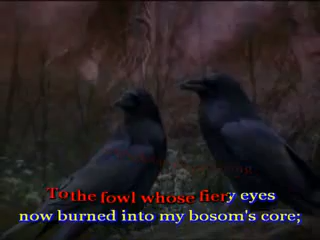 To the fowl whose fiery eyes
now burned into my bosom's core;